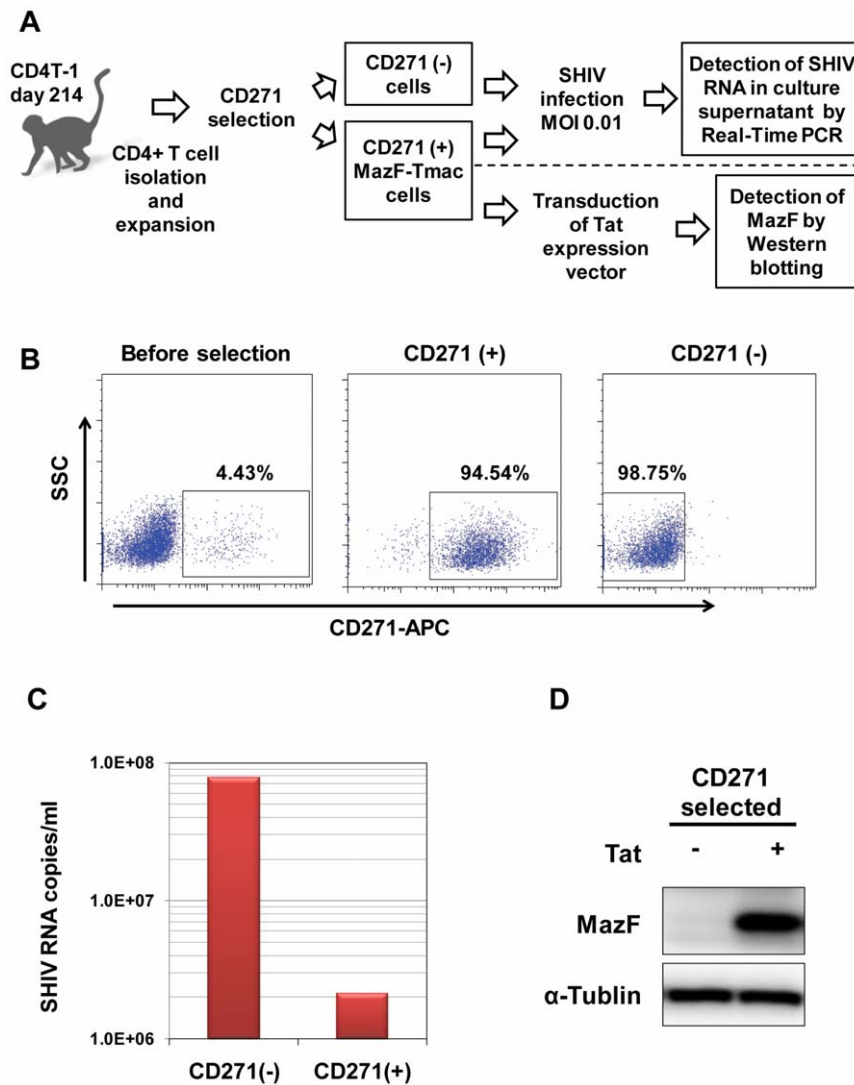 A
CD4T-1
day 214
CD4+ T cell
isolation
and
expansion
CD271
selection
CD271 (-)
cells
CD271 (+)
MazF-Tmac
cells
SHIV
infection
MOI 0.01
Detection of SHIV
RNA in culture
supernatant by
Real-Time PCR
Transduction
of Tat
expression
vector
Detection of
MazF by
Western
blotting
B
Before selection
CD271 (+)
CD271 (-)
4.43%
94.54%
98.75%
SSC
CD271-APC
C
SHIV RNA copies/ml
1.0E+08
1.0E+07
1.0E+06
CD271(-)
CD271(+)
D
CD271
selected
Tat - +
MazF
α-Tublin